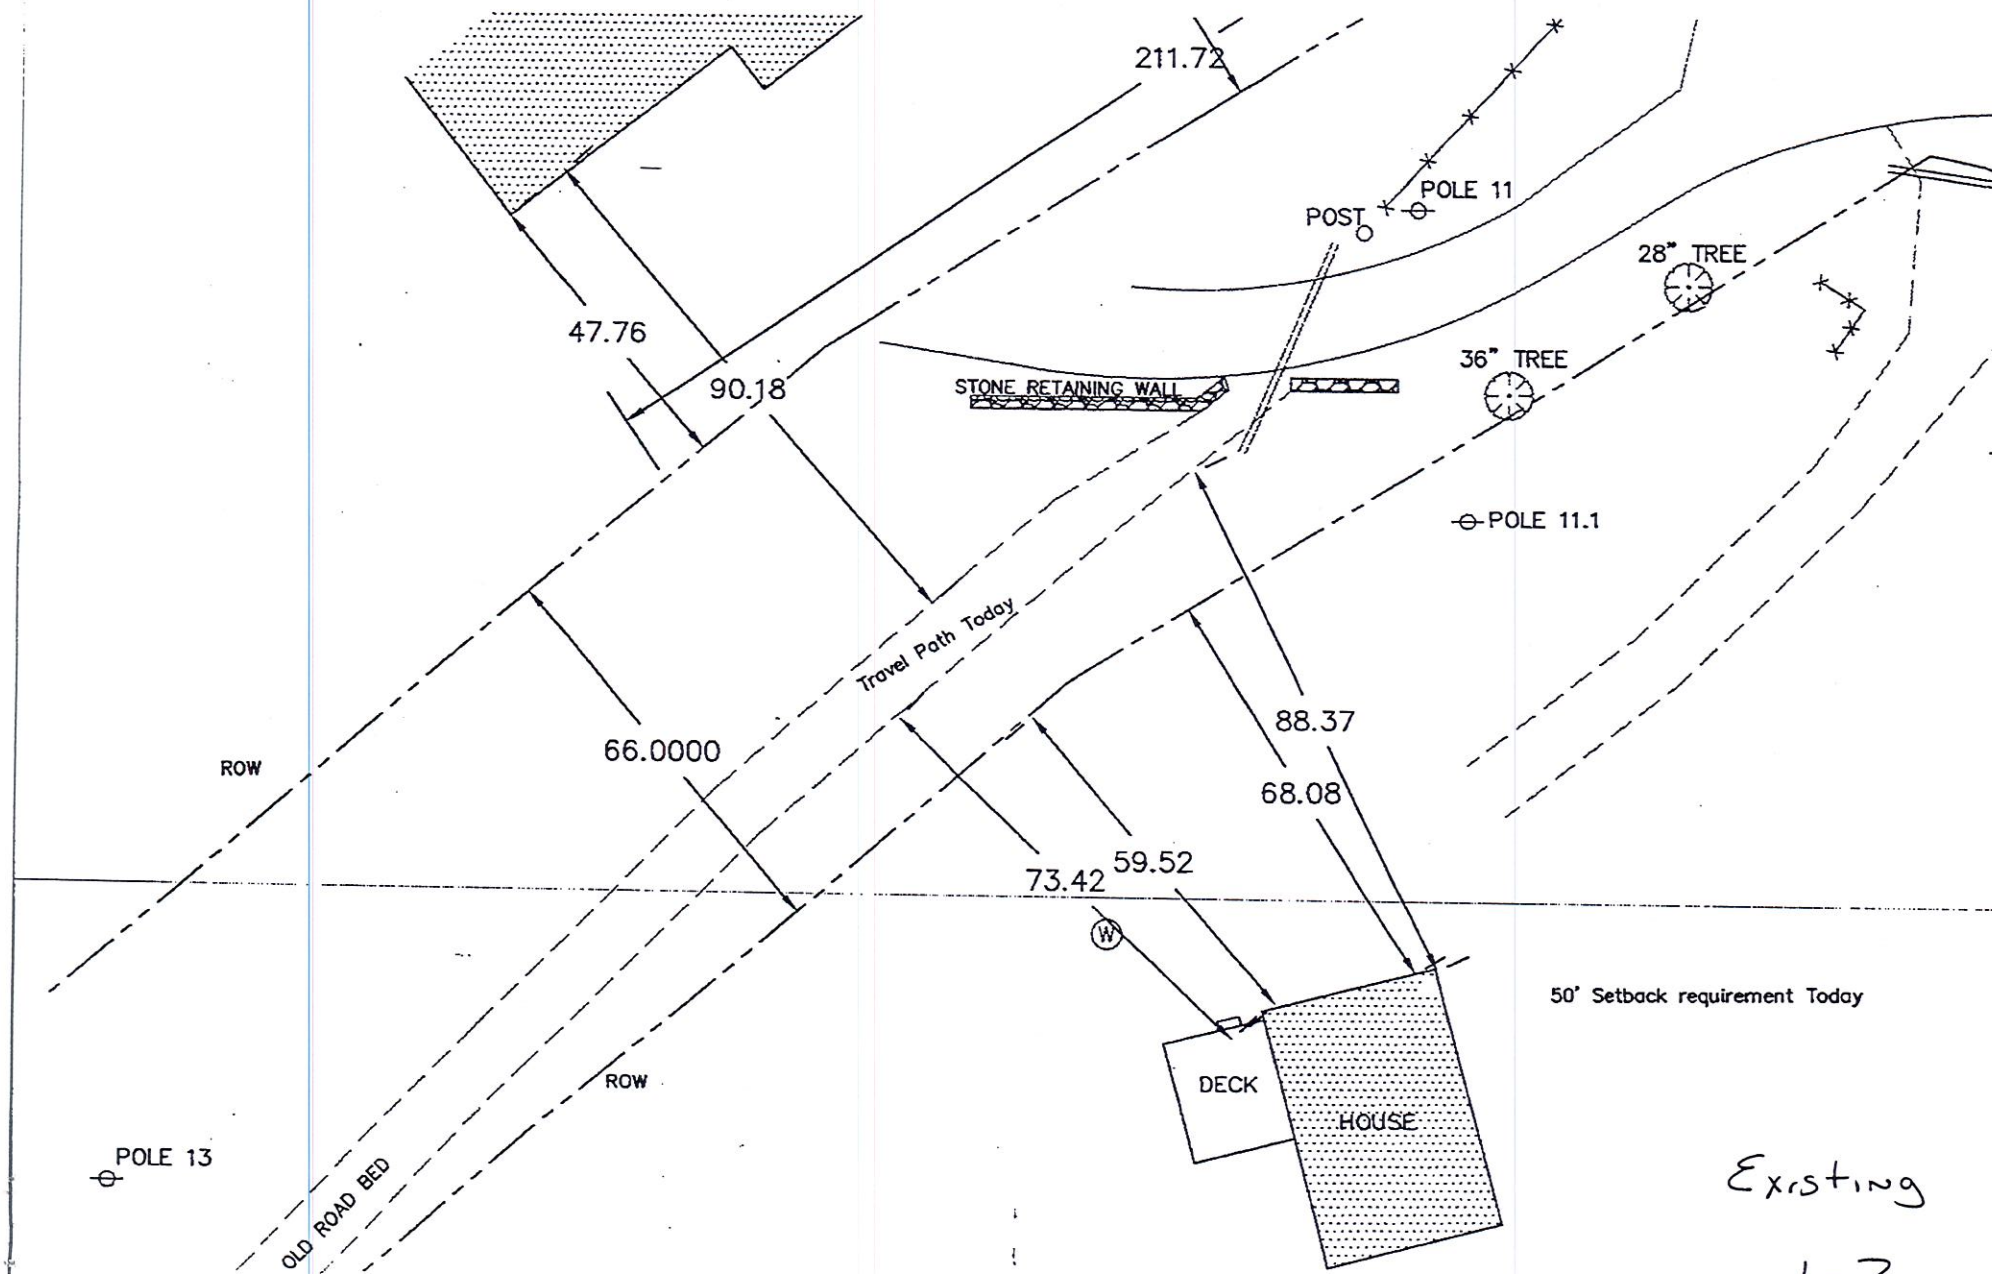 211.72
POLE 11
POST
28" TREE
47.76
36" TREE
90.18
STONE RETAINING WALL
POLE 11.1
Travel Path Today
88.37
66.0000
ROW
68.08
59.52
73.42
W
50' Setback requirement Today
ROW
DECK
HOUSE
POLE 13
OLD ROAD BED
Existing